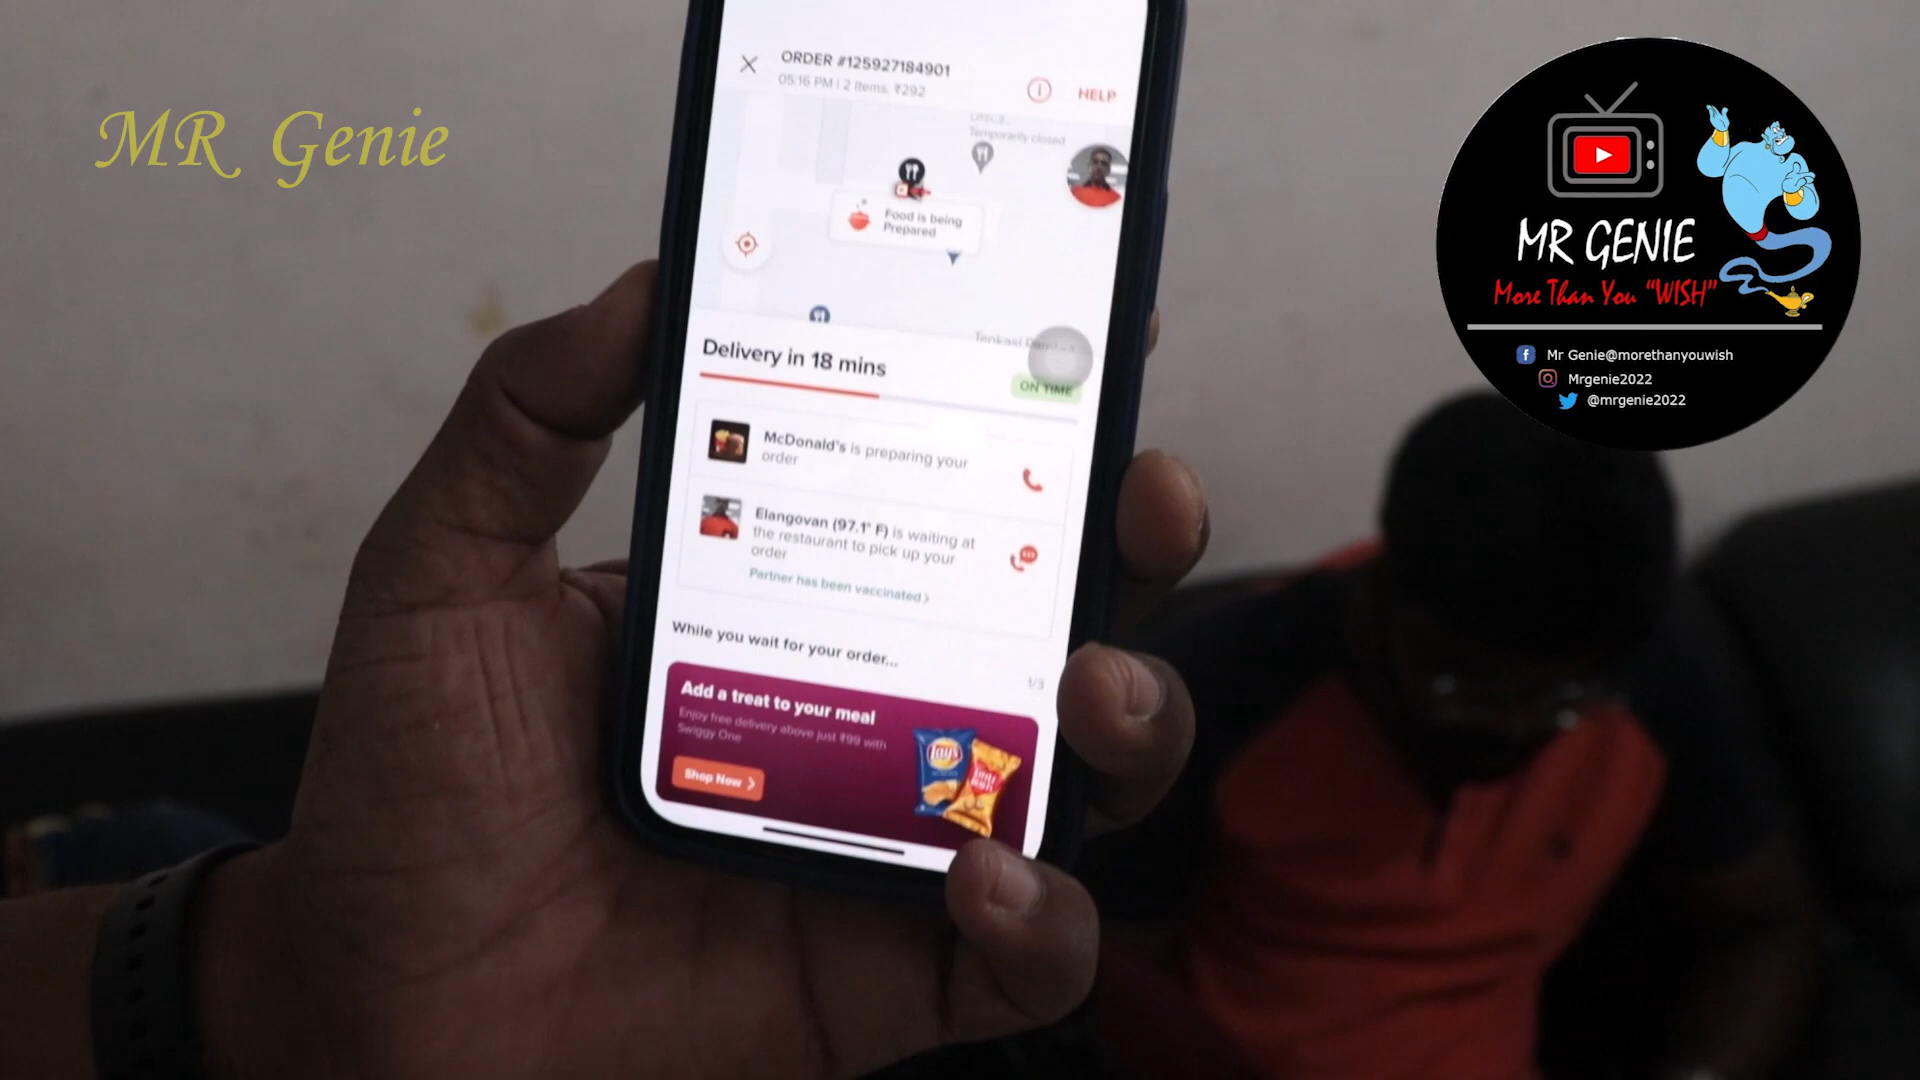 MR Genie
ORDER #125927184901
05:16 PM | 2 Items, ₹292
HELP
Temporarily closed
Food is being
Prepared
Delivery in 18 mins
ON TIME
McDonald's is preparing your
order
Elangovan (97.1° F) is waiting at
the restaurant to pick up your
order
Partner has been vaccinated >
While you wait for your order...
1/3
Add a treat to your meal
Enjoy free delivery above just ₹99 with
Swiggy One
Shop Now >
Lay's
MR GENIE
More Than You "WISH"
Mr Genie@morethanyouwish
Mrgenie2022
@mrgenie2022